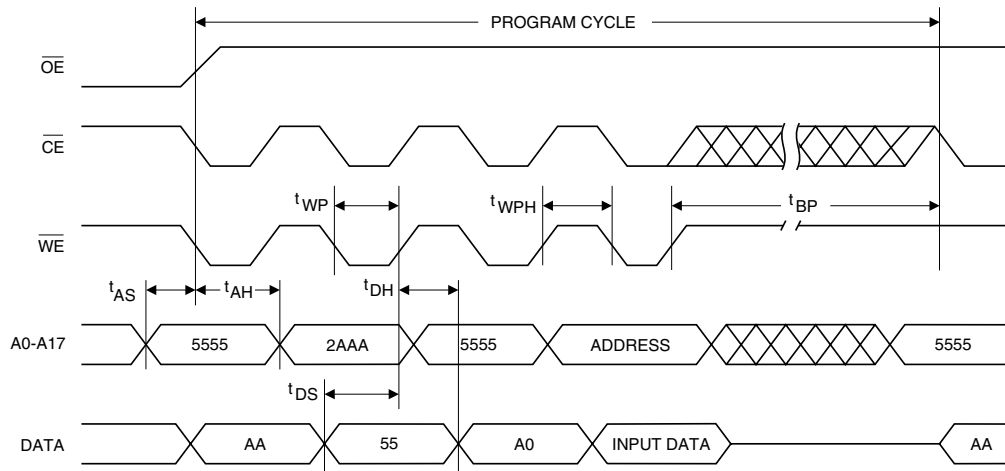 PROGRAM CYCLE
OE
CE
tWP
tWPH
tBP
WE
tAS
tAH
tDH
A0-A17
5555
2AAA
5555
ADDRESS
5555
tDS
DATA
AA
55
A0
INPUT DATA
AA